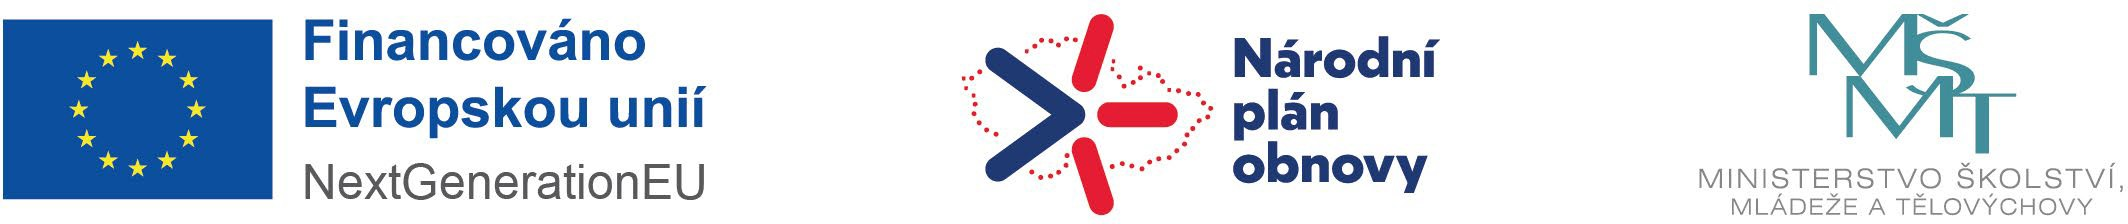 Financováno
Evropskou unií
NextGenerationEU
Národní
plán
obnovy
MŠMT
MINISTERSTVO ŠKOLSTVÍ,
MLÁDEŽE A TĚLOVÝCHOVY